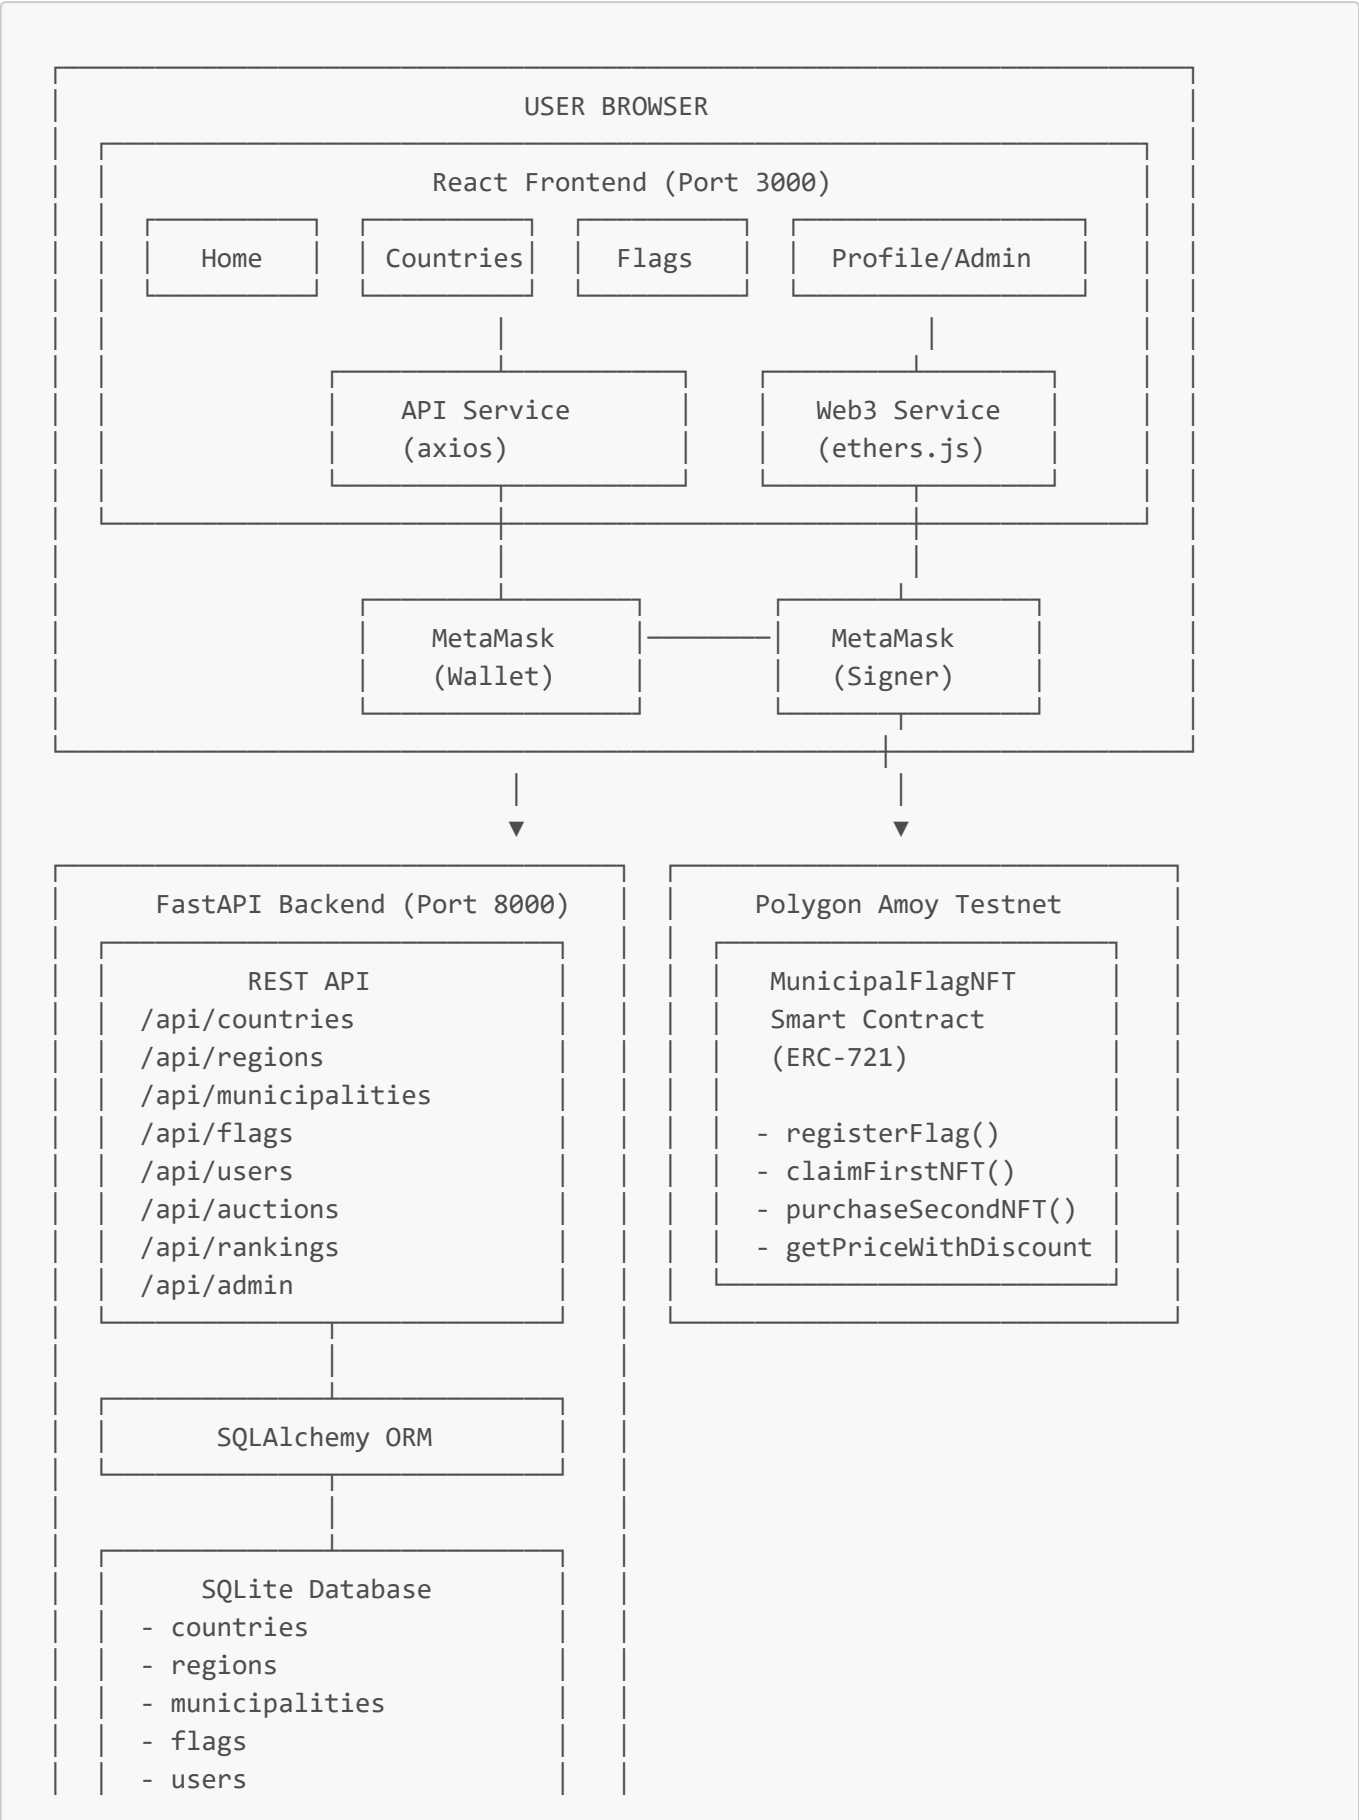 USER BROWSER
React Frontend (Port 3000)
Home Countries Flags Profile/Admin
API Service Web3 Service
(axios) (ethers.js)
MetaMask MetaMask
(Wallet) (Signer)
FastAPI Backend (Port 8000) Polygon Amoy Testnet
REST API MunicipalFlagNFT
/api/countries Smart Contract
/api/regions (ERC-721)
/api/municipalities
/api/flags - registerFlag()
/api/users - claimFirstNFT()
/api/auctions - purchaseSecondNFT()
/api/rankings - getPriceWithDiscount
/api/admin
SQLAlchemy ORM
SQLite Database
- countries
- regions
- municipalities
- flags
- users